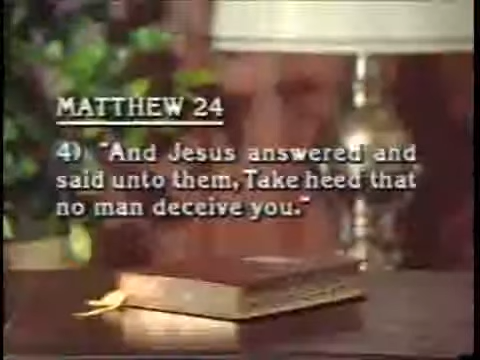 MATTHEW 24
4) "And Jesus answered and
said unto them, Take heed that
no man deceive you."